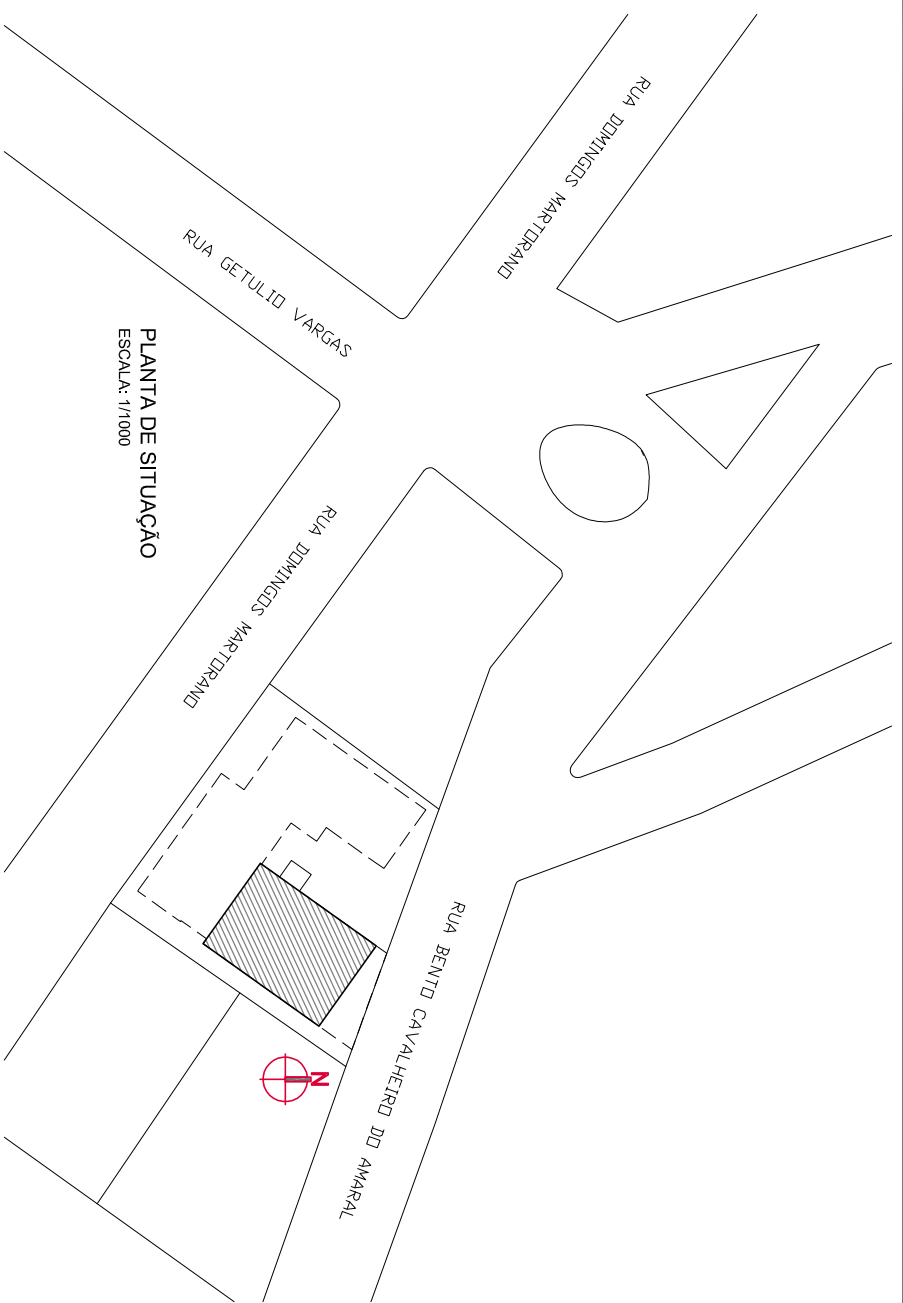 RUA DOMINGOS MARTORANO
RUA GETULIO VARGAS
PLANTA DE SITUAÇÃO
ESCALA: 1/1000
RUA DOMINGOS MARTORANO
RUA BENTO CAVALHEIRO DO AMARAL
N